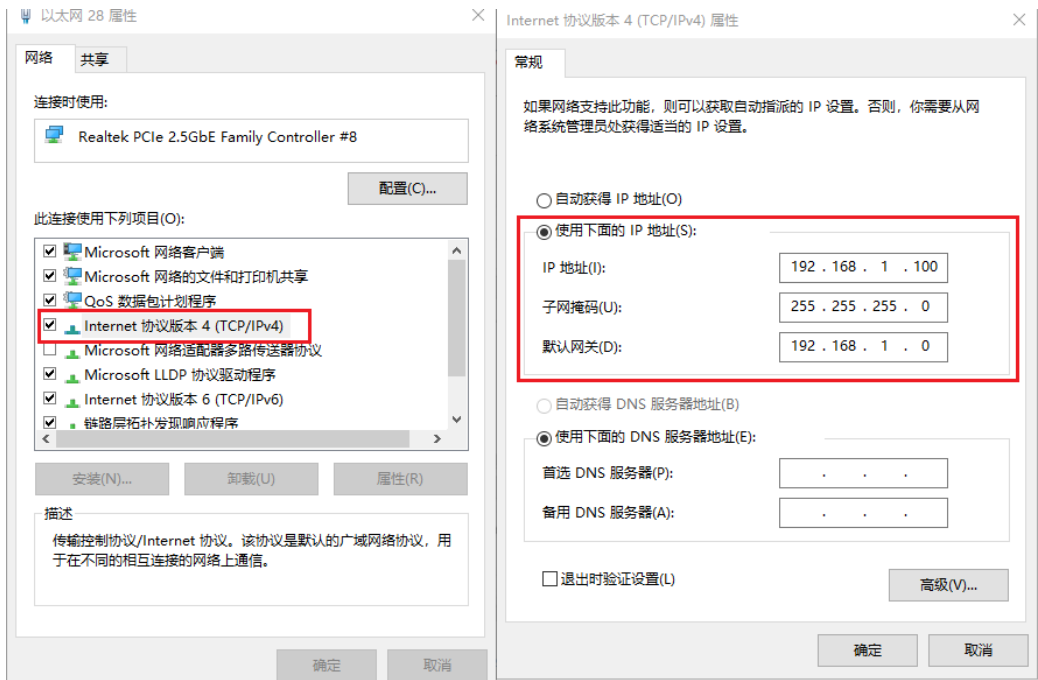 以太网 28 属性
网络
共享
连接时使用:
Realtek PCIe 2.5GbE Family Controller #8
配置(C)...
此连接使用下列项目(O):
Microsoft 网络客户端
Microsoft 网络的文件和打印机共享
QoS 数据包计划程序
Internet 协议版本 4 (TCP/IPv4)
Microsoft 网络适配器多路传送器协议
Microsoft LLDP 协议驱动程序
Internet 协议版本 6 (TCP/IPv6)
链路层拓扑发现响应程序
安装(N)...
卸载(U)
属性(R)
描述
传输控制协议/Internet 协议。该协议是默认的广域网络协议，用
于在不同的相互连接的网络上通信。
确定
取消
Internet 协议版本 4 (TCP/IPv4) 属性
常规
如果网络支持此功能，则可以获取自动指派的 IP 设置。否则，你需要从网
络系统管理员处获得适当的 IP 设置。
自动获得 IP 地址(O)
使用下面的 IP 地址(S):
IP 地址(I):
192 . 168 . 1 . 100
子网掩码(U):
255 . 255 . 255 . 0
默认网关(D):
192 . 168 . 1 . 0
自动获得 DNS 服务器地址(B)
使用下面的 DNS 服务器地址(E):
首选 DNS 服务器(P):
. . .
备用 DNS 服务器(A):
. . .
退出时验证设置(L)
高级(V)...
确定
取消